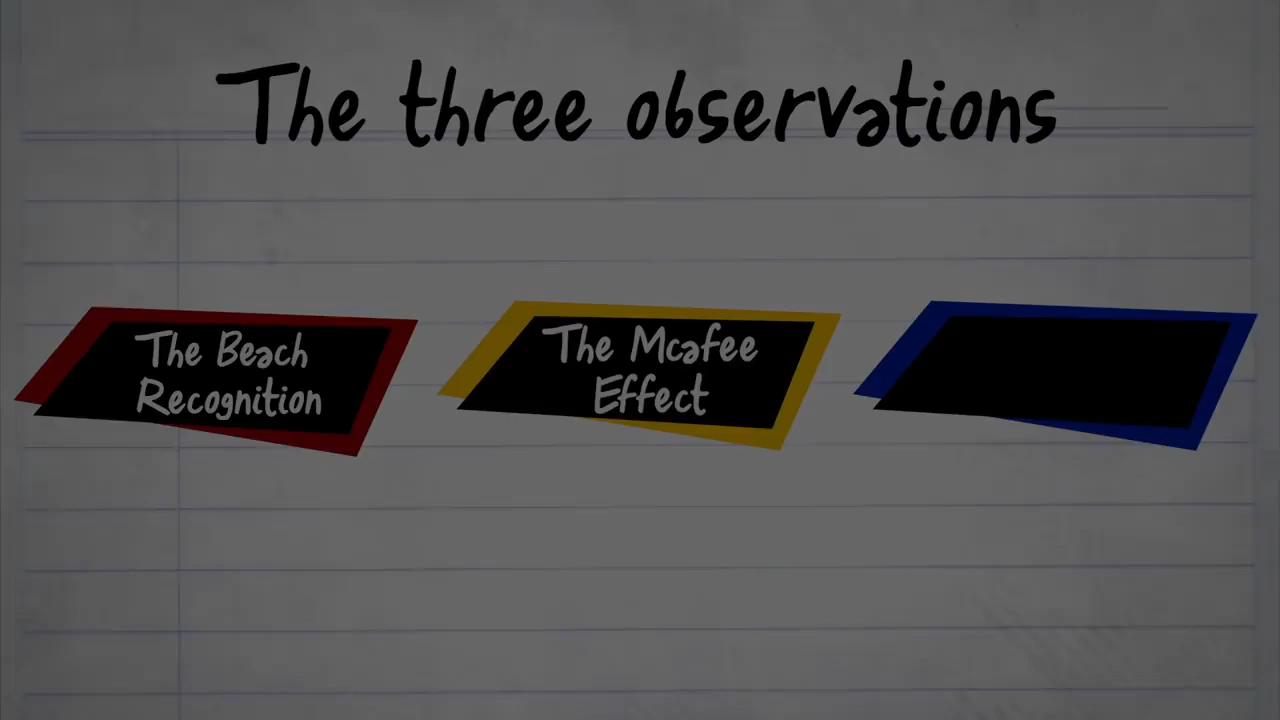 The three observations
The Beach
Recognition
The Mcafee
Effect